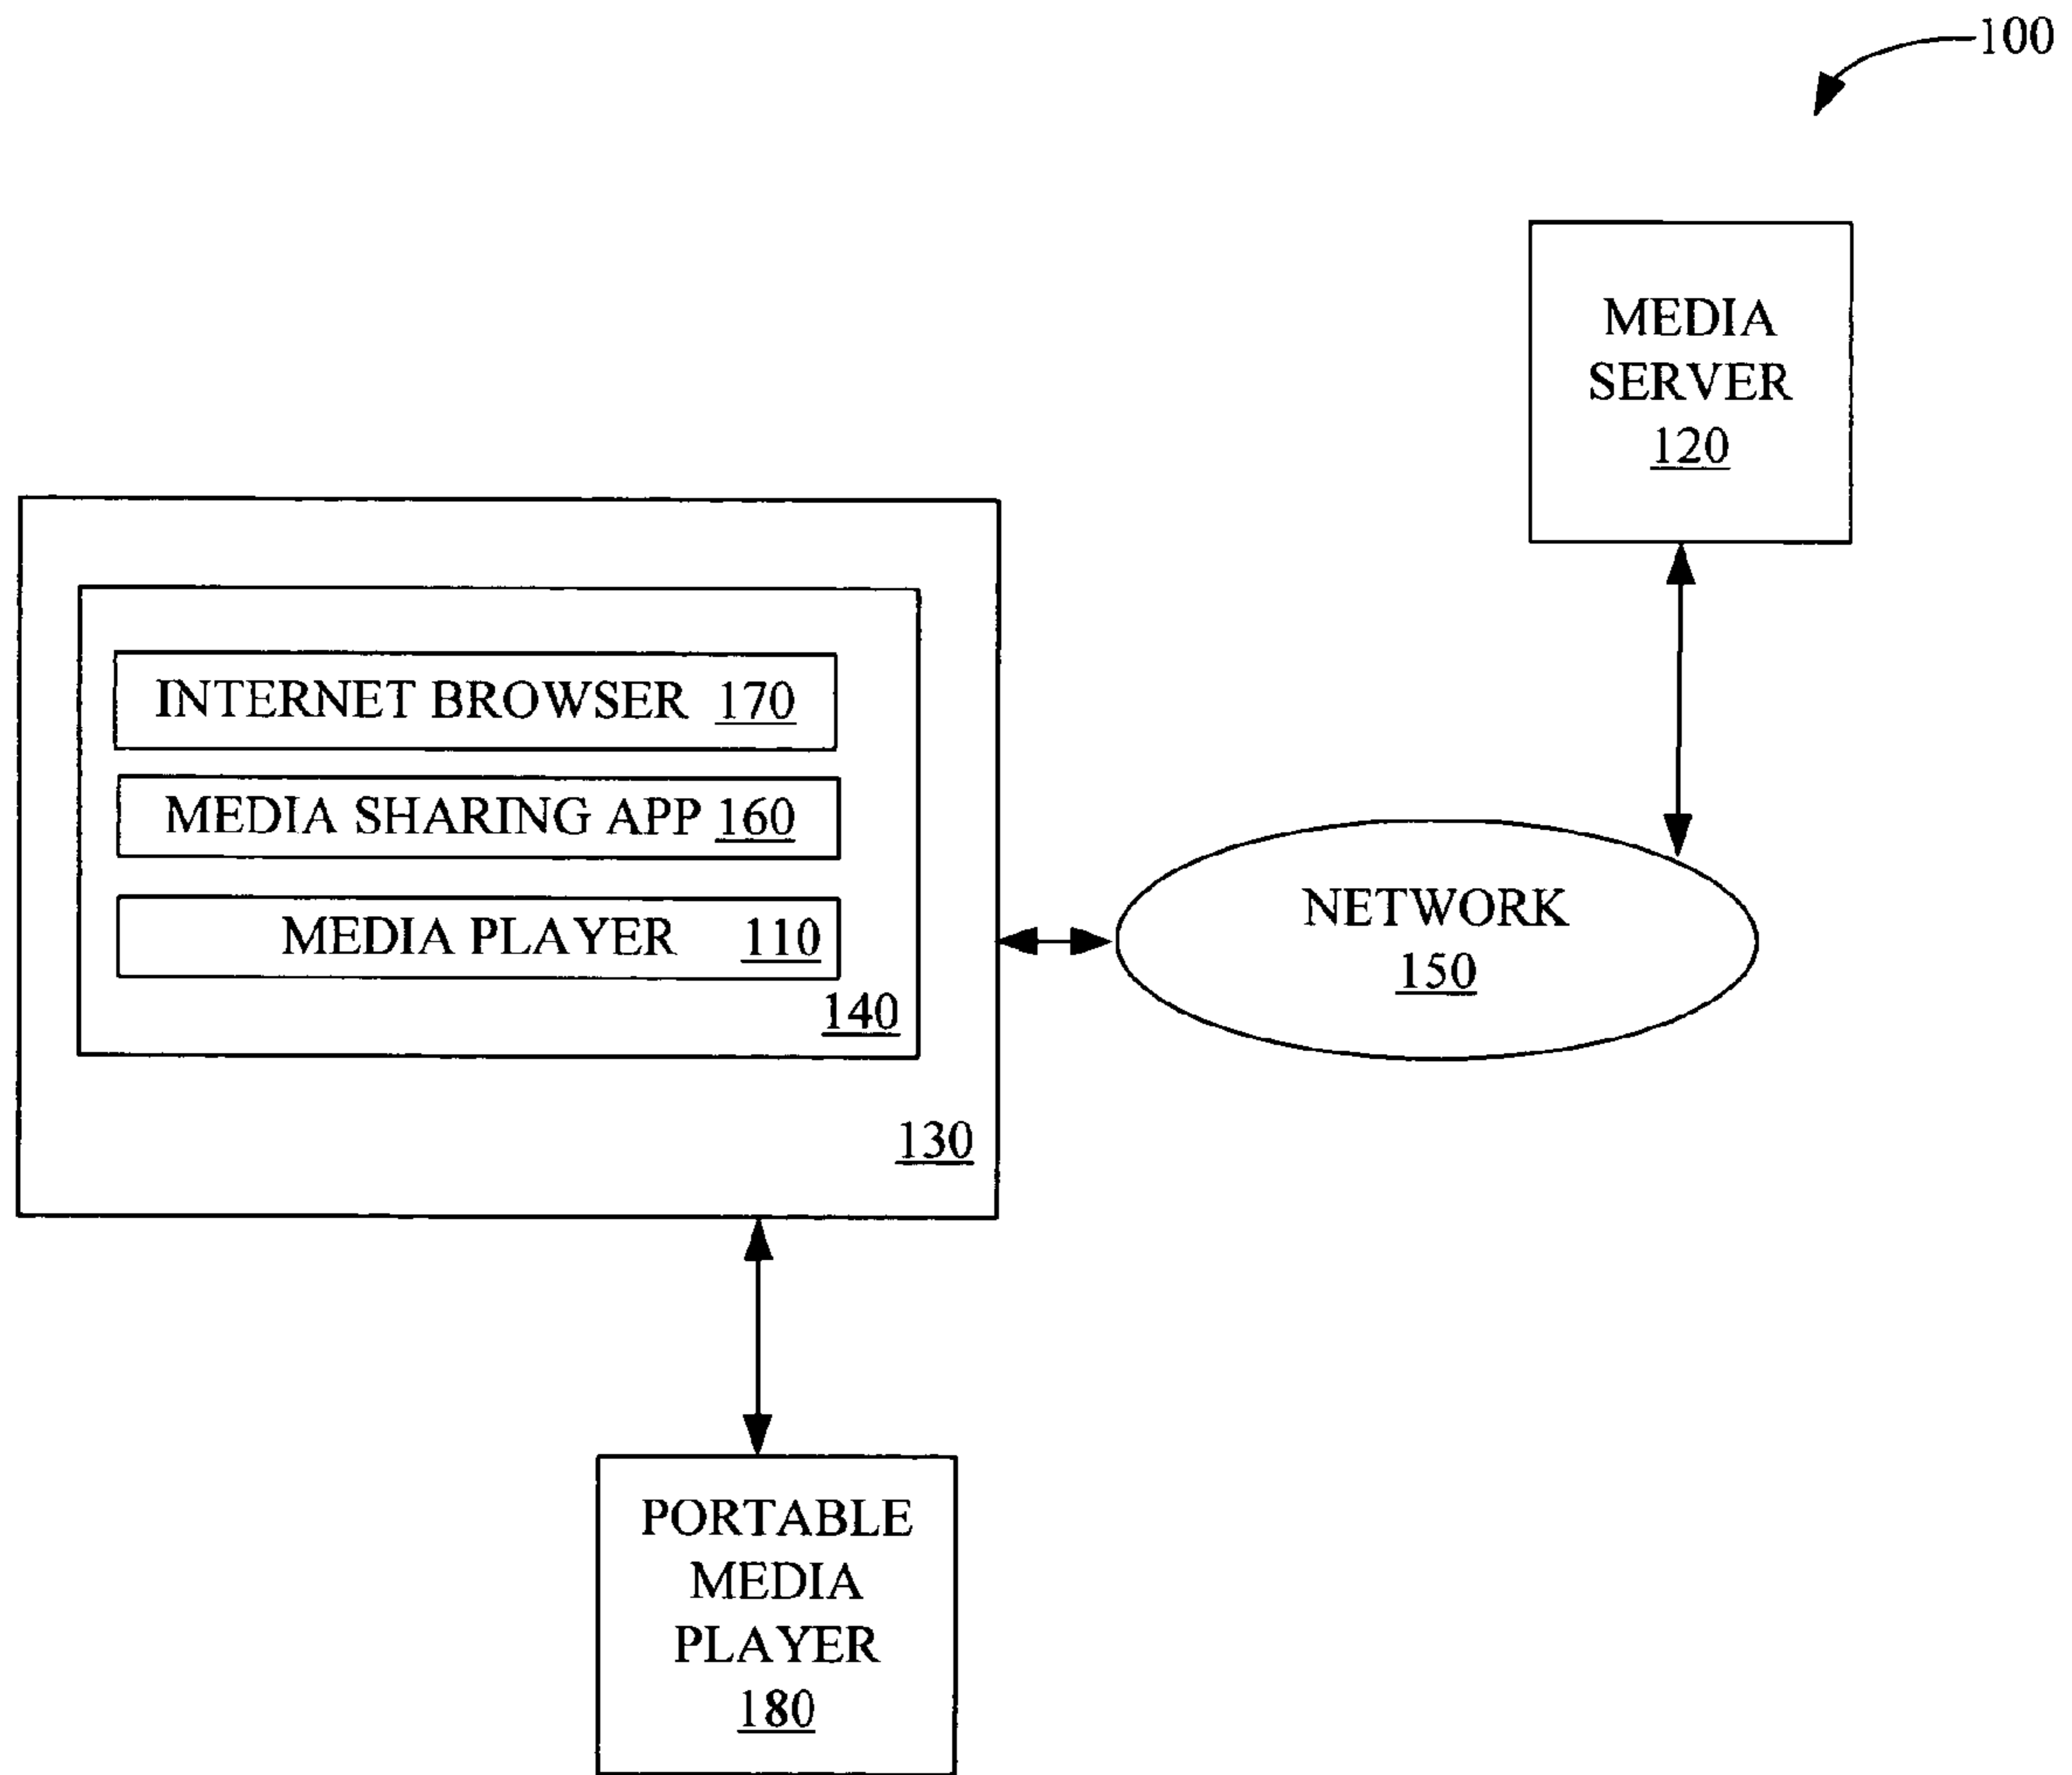 100
MEDIA
SERVER
120
INTERNET BROWSER 170
MEDIA SHARING APP 160
MEDIA PLAYER 110
140
130
NETWORK
150
PORTABLE
MEDIA
PLAYER
180